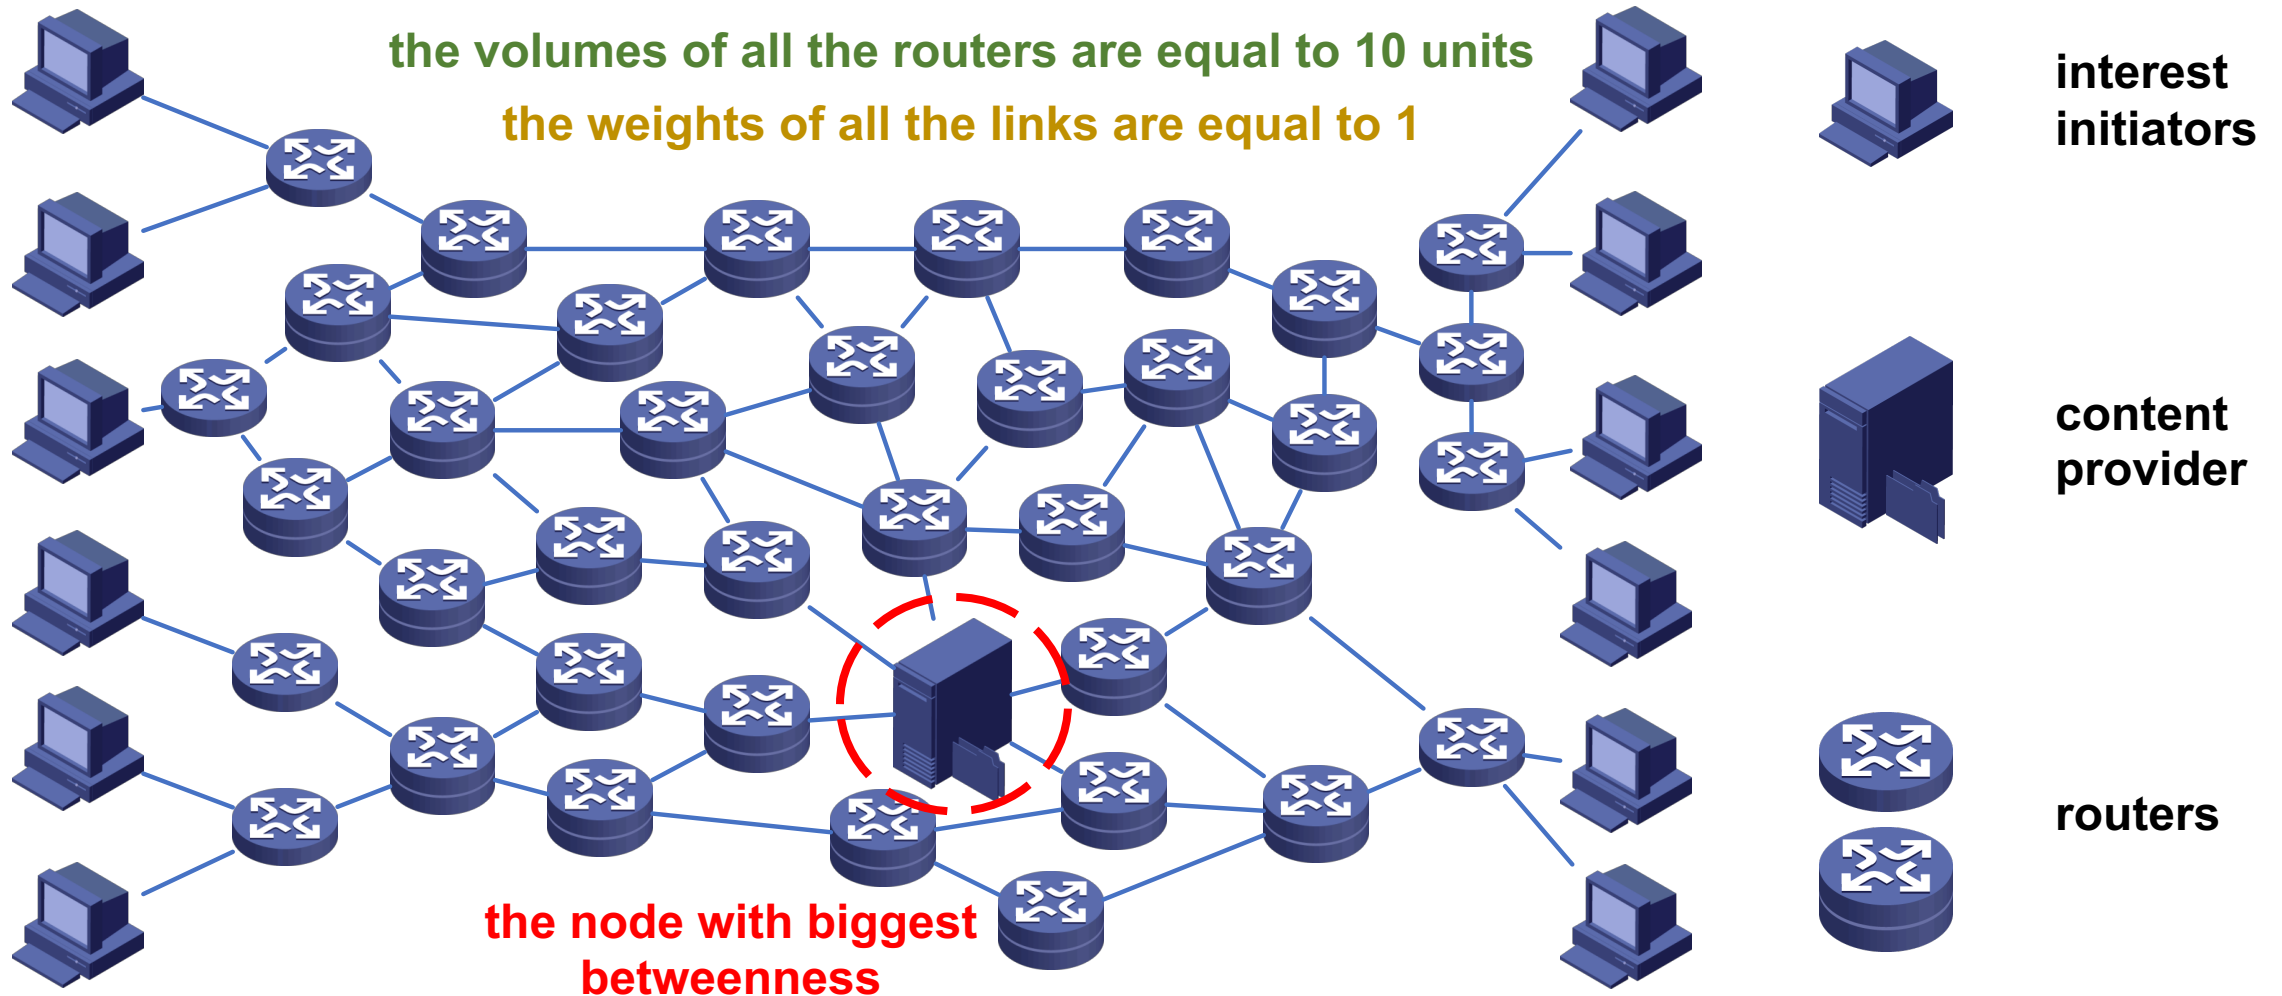 the volumes of all the routers are equal to 10 units
the weights of all the links are equal to 1
interest
initiators
content
provider
routers
the node with biggest
betweenness